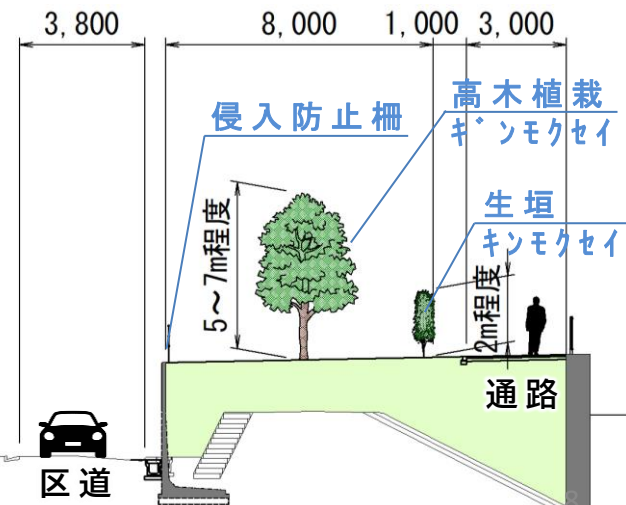 3,800
8,000
1,000
3,000
侵入防止柵
高木植栽
ギンモクセイ
生垣
キンモクセイ
5～7m程度
2m程度
通路
区道